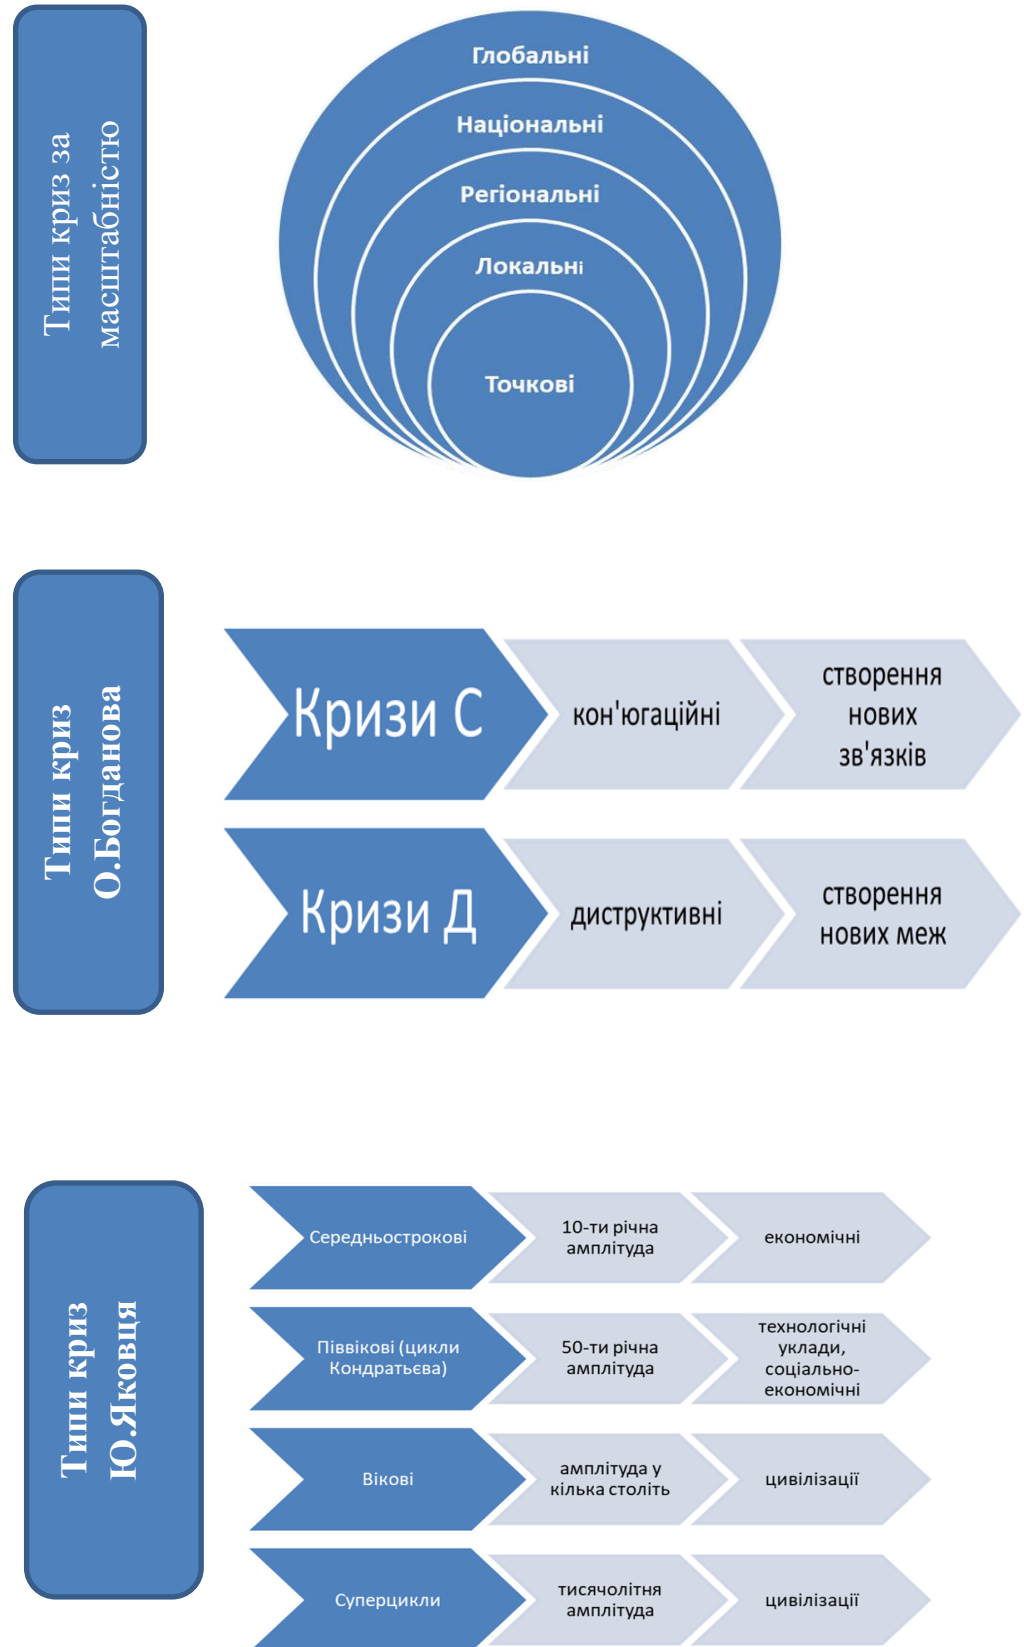 Типи криз за
масштабністю
Глобальні
Національні
Регіональні
Локальні
Точкові
Типи криз
О.Богданова
Кризи С
кон'югаційні
створення
нових
зв'язків
Кризи Д
диструктивні
створення
нових меж
Типи криз
Ю.Яковця
Середньострокові
10-ти річна
амплітуда
економічні
Піввікові (цикли
Кондратьєва)
50-ти річна
амплітуда
технологічні
уклади,
соціально-
економічні
Вікові
амплітуда у
кілька століть
цивілізації
Суперцикли
тисячолітня
амплітуда
цивілізації